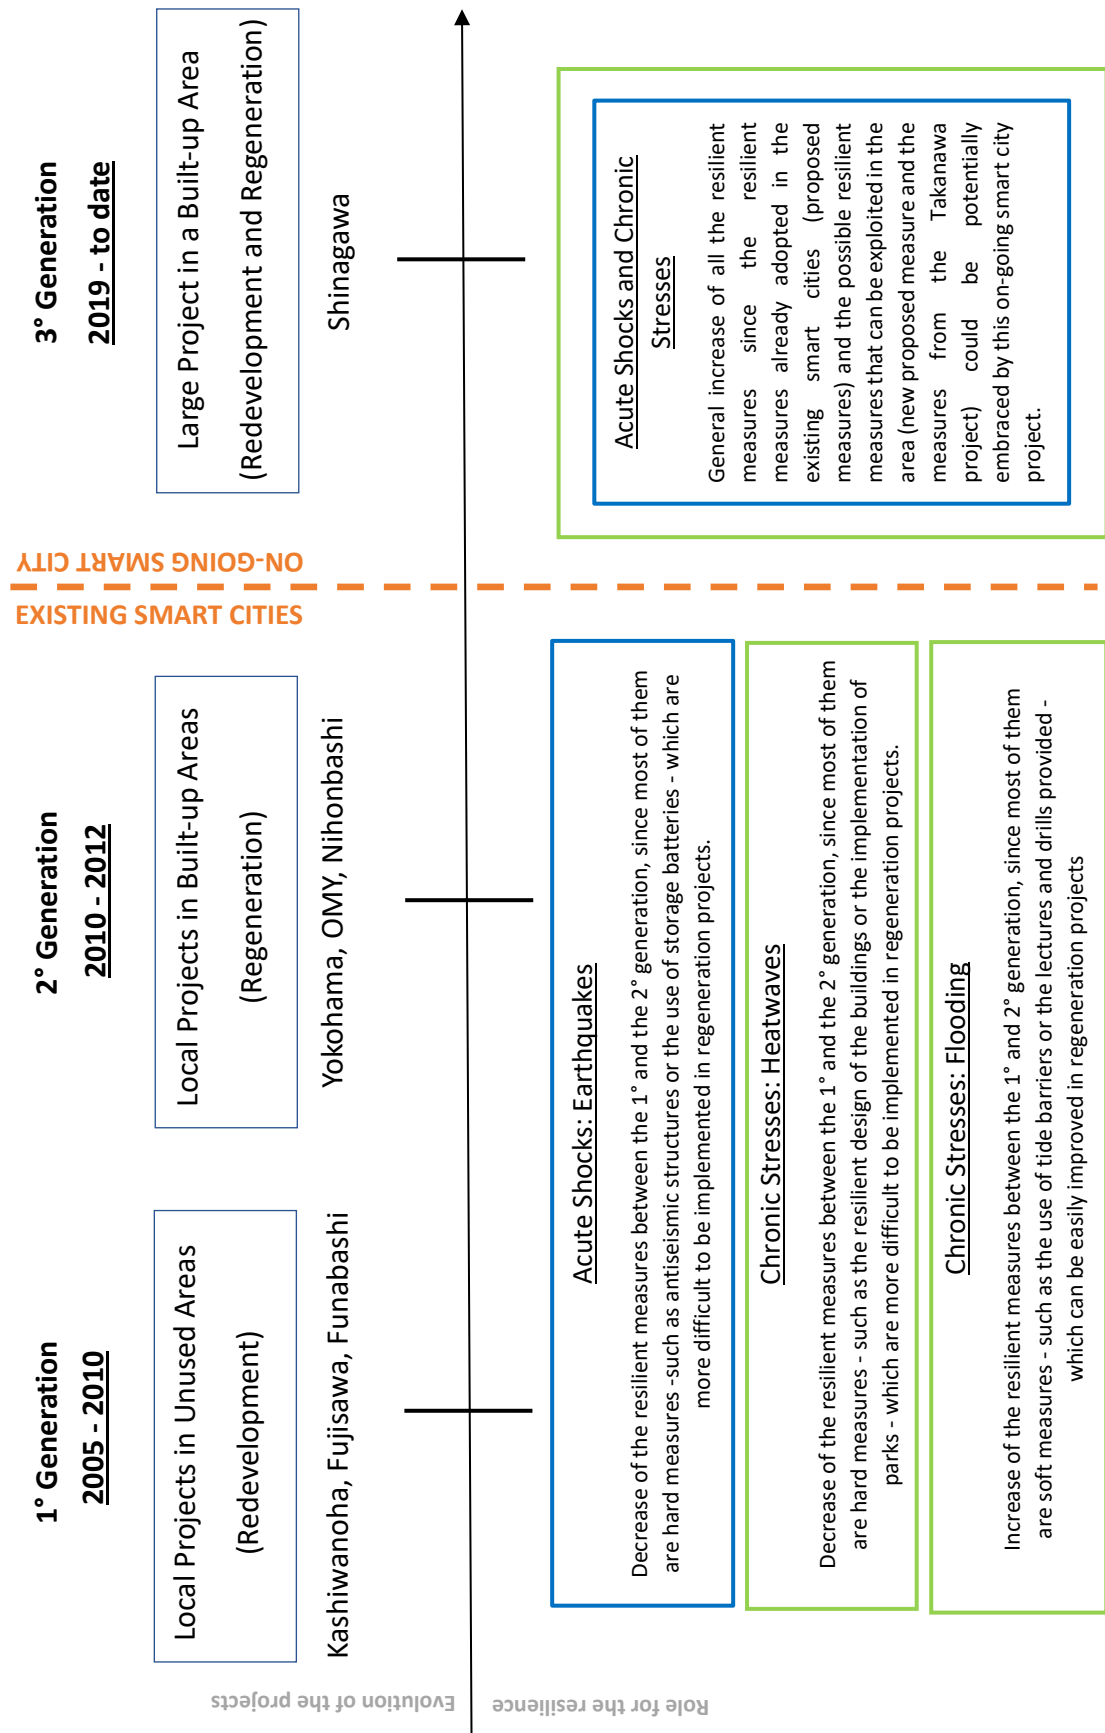 1° Generation
2005 - 2010
Local Projects in Unused Areas
(Redevelopment)
Kashiwanoha, Fujisawa, Funabashi
2° Generation
2010 - 2012
Local Projects in Built-up Areas
(Regeneration)
Yokohama, OMY, Nihonbashi
EXISTING SMART CITIES
ON-GOING SMART CITY
3° Generation
2019 - to date
Large Project in a Built-up Area
(Redevelopment and Regeneration)
Shinagawa
Evolution of the projects
Role for the resilience
Acute Shocks: Earthquakes
Decrease of the resilient measures between the 1° and the 2° generation, since most of them
are hard measures -such as antiseismic structures or the use of storage batteries - which are
more difficult to be implemented in regeneration projects.
Chronic Stresses: Heatwaves
Decrease of the resilient measures between the 1° and the 2° generation, since most of them
are hard measures - such as the resilient design of the buildings or the implementation of
parks - which are more difficult to be implemented in regeneration projects.
Chronic Stresses: Flooding
Increase of the resilient measures between the 1° and 2° generation, since most of them
are soft measures - such as the use of tide barriers or the lectures and drills provided -
which can be easily improved in regeneration projects
Acute Shocks and Chronic
Stresses
General increase of all the resilient
measures since the resilient
measures already adopted in the
existing smart cities (proposed
measures) and the possible resilient
measures that can be exploited in the
area (new proposed measure and the
measures from the Takanawa
project) could be potentially
embraced by this on-going smart city
project.